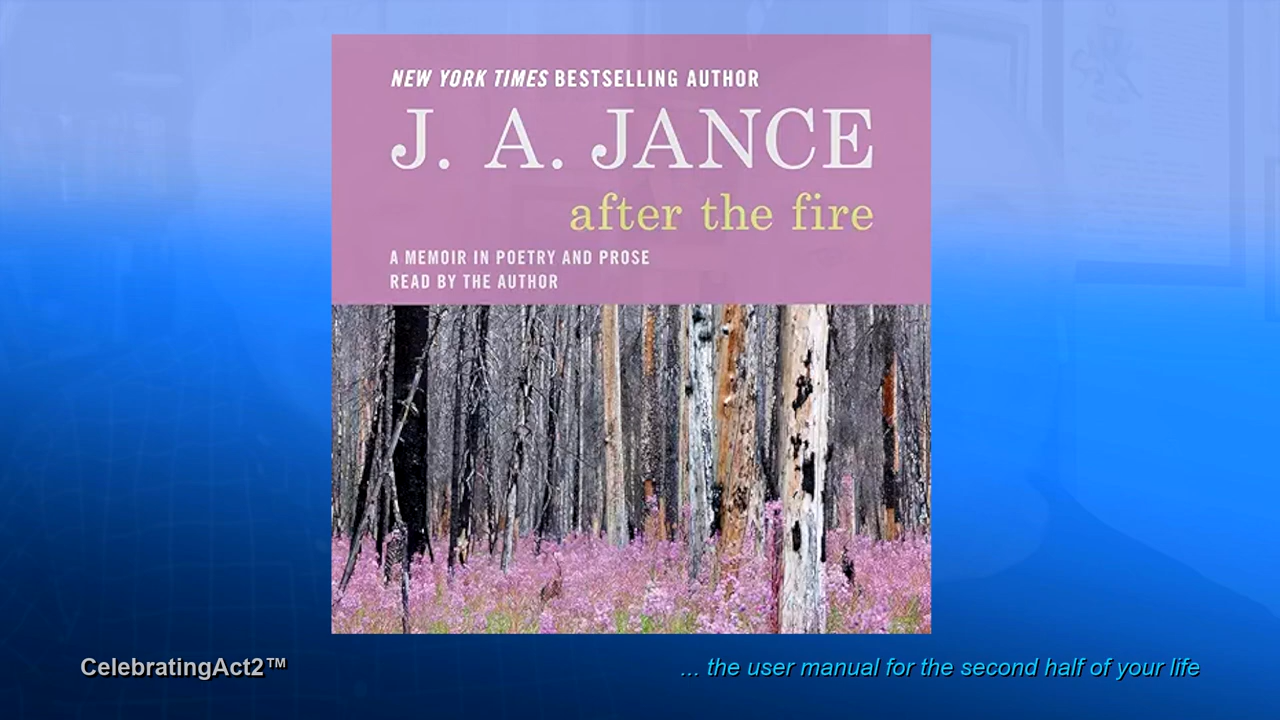 NEW YORK TIMES BESTSELLING AUTHOR
J. A. JANCE
after the fire
A MEMOIR IN POETRY AND PROSE
READ BY THE AUTHOR
CelebratingAct2™
... the user manual for the second half of your life